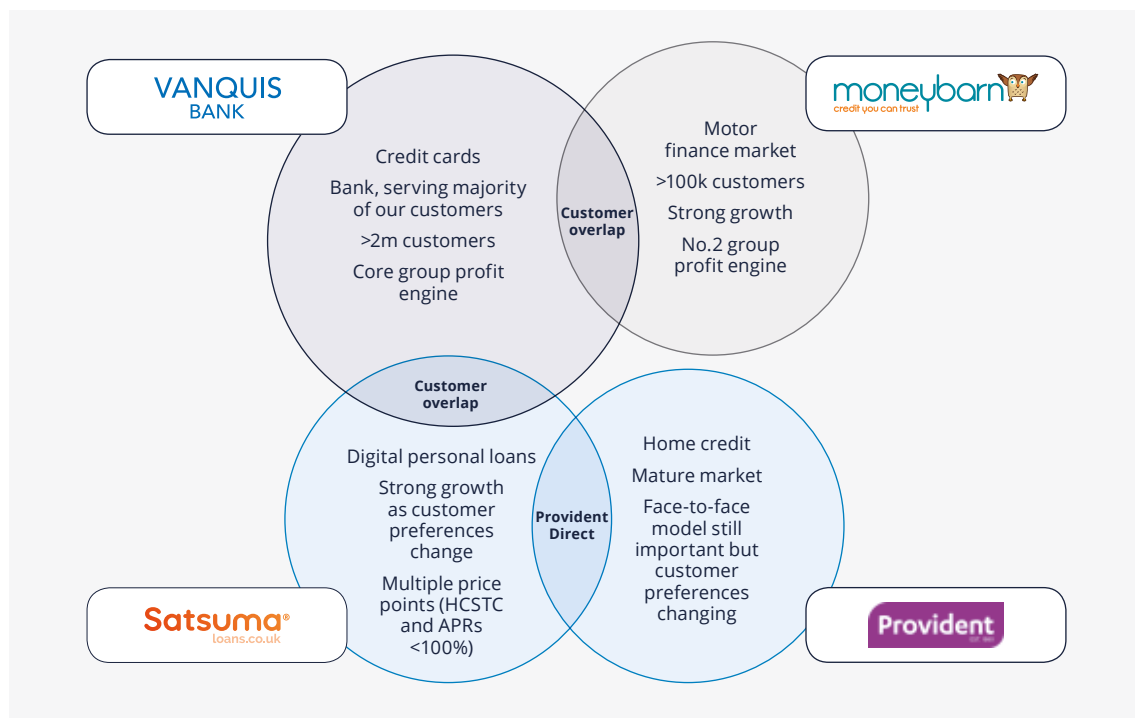 VANQUIS
BANK
moneybarn
credit you can trust
Credit cards
Bank, serving majority
of our customers
>2m customers
Core group profit
engine
Customer
overlap
Motor
finance market
>100k customers
Strong growth
No.2 group
profit engine
Customer
overlap
Digital personal loans
Strong growth
as customer
preferences
change
Multiple price
points (HCSTC
and APRs
<100%)
Provident
Direct
Home credit
Mature market
Face-to-face
model still
important but
customer
preferences
changing
Satsuma®
loans.co.uk
Provident